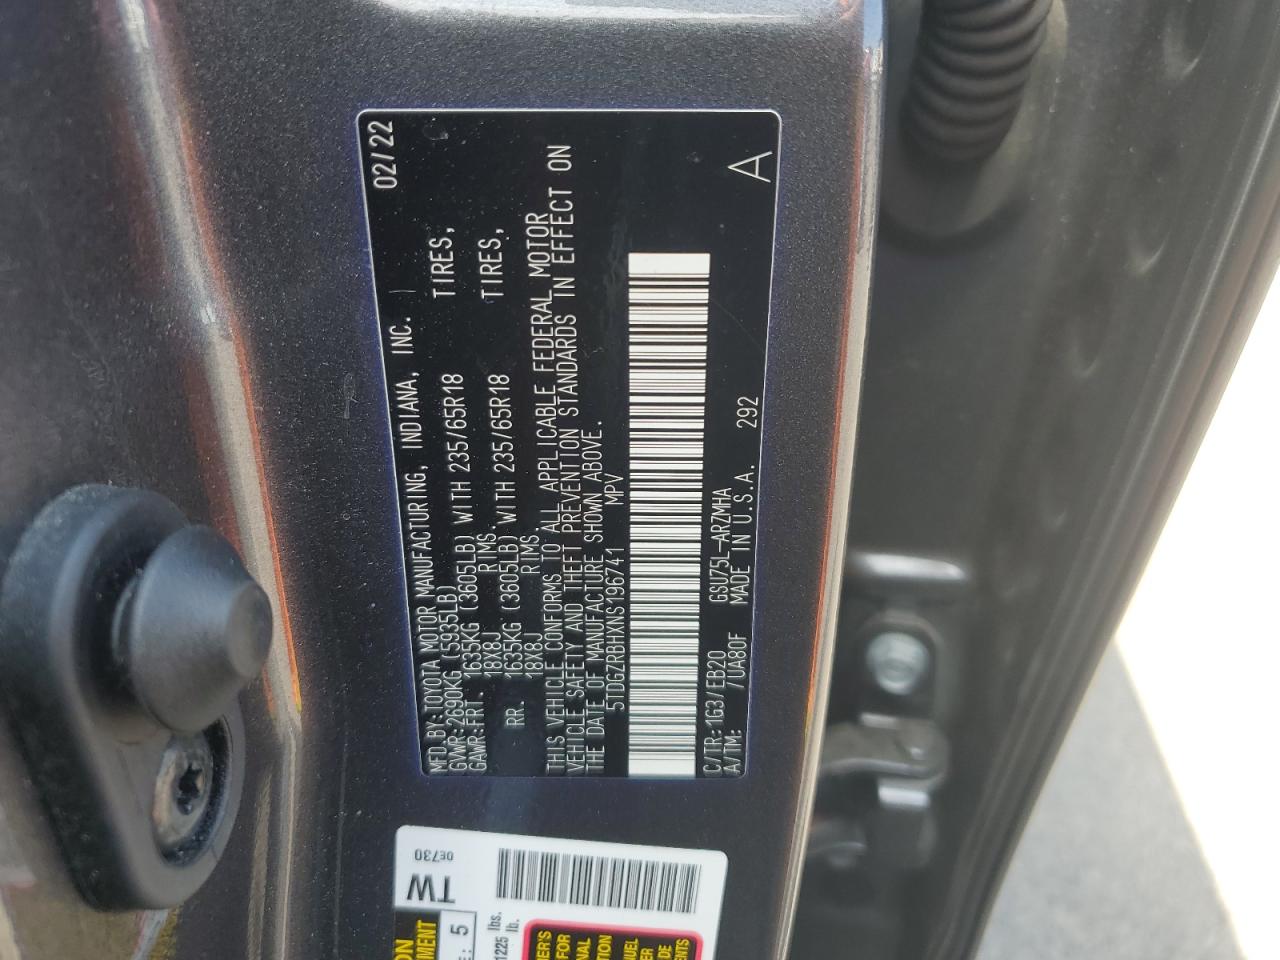 MFD. BY: TOYOTA MOTOR MANUFACTURING, INDIANA, INC. 02/22
GVWR: 2690KG (5935LB)
GAWR: FRT. 1635KG (3605LB) WITH 235/65R18 TIRES,
18X8J RIMS.
RR. 1635KG (3605LB) WITH 235/65R18 TIRES,
18X8J RIMS.
THIS VEHICLE CONFORMS TO ALL APPLICABLE FEDERAL MOTOR
VEHICLE SAFETY AND THEFT PREVENTION STANDARDS IN EFFECT ON
THE DATE OF MANUFACTURE SHOWN ABOVE.
5TDGZRBHXNS196741 MPV
C/TR: 1G3/EB20 GSU75L-ARZMHA
A/TM: /UA80F MADE IN U.S.A. 292 A
0E730
TW
5
1225 lbs.
lb.